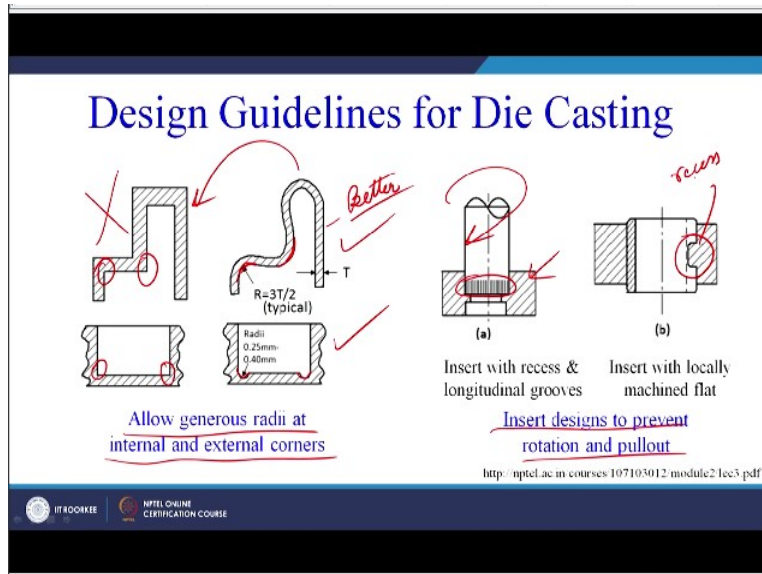 Design Guidelines for Die Casting
recess
Better
T
R=3T/2
(typical)
Radii
0.25mm-
0.40mm
(a)
(b)
Insert with recess &
longitudinal grooves
Insert with locally
machined flat
Allow generous radii at
internal and external corners
Insert designs to prevent
rotation and pullout
http://nptel.ac.in/courses/107103012/module2/lec3.pdf
IIT ROORKEE
NPTEL ONLINE
CERTIFICATION COURSE